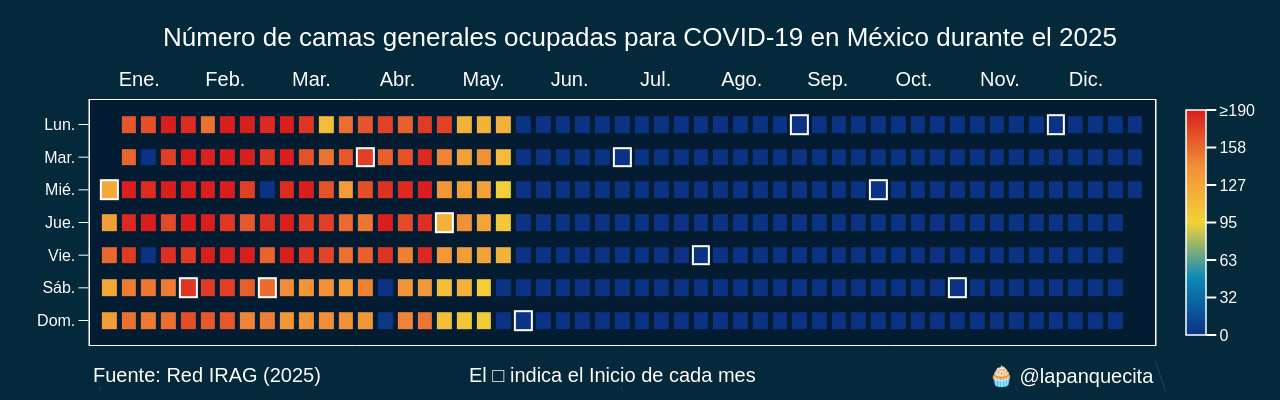 Número de camas generales ocupadas para COVID-19 en México durante el 2025
Ene. Feb. Mar. Abr. May. Jun. Jul. Ago. Sep. Oct. Nov. Dic.
Lun.
Mar.
Mié.
Jue.
Vie.
Sáb.
Dom.
≥190
158
127
95
63
32
0
Fuente: Red IRAG (2025)
El □ indica el Inicio de cada mes
🧁 @lapanquecita